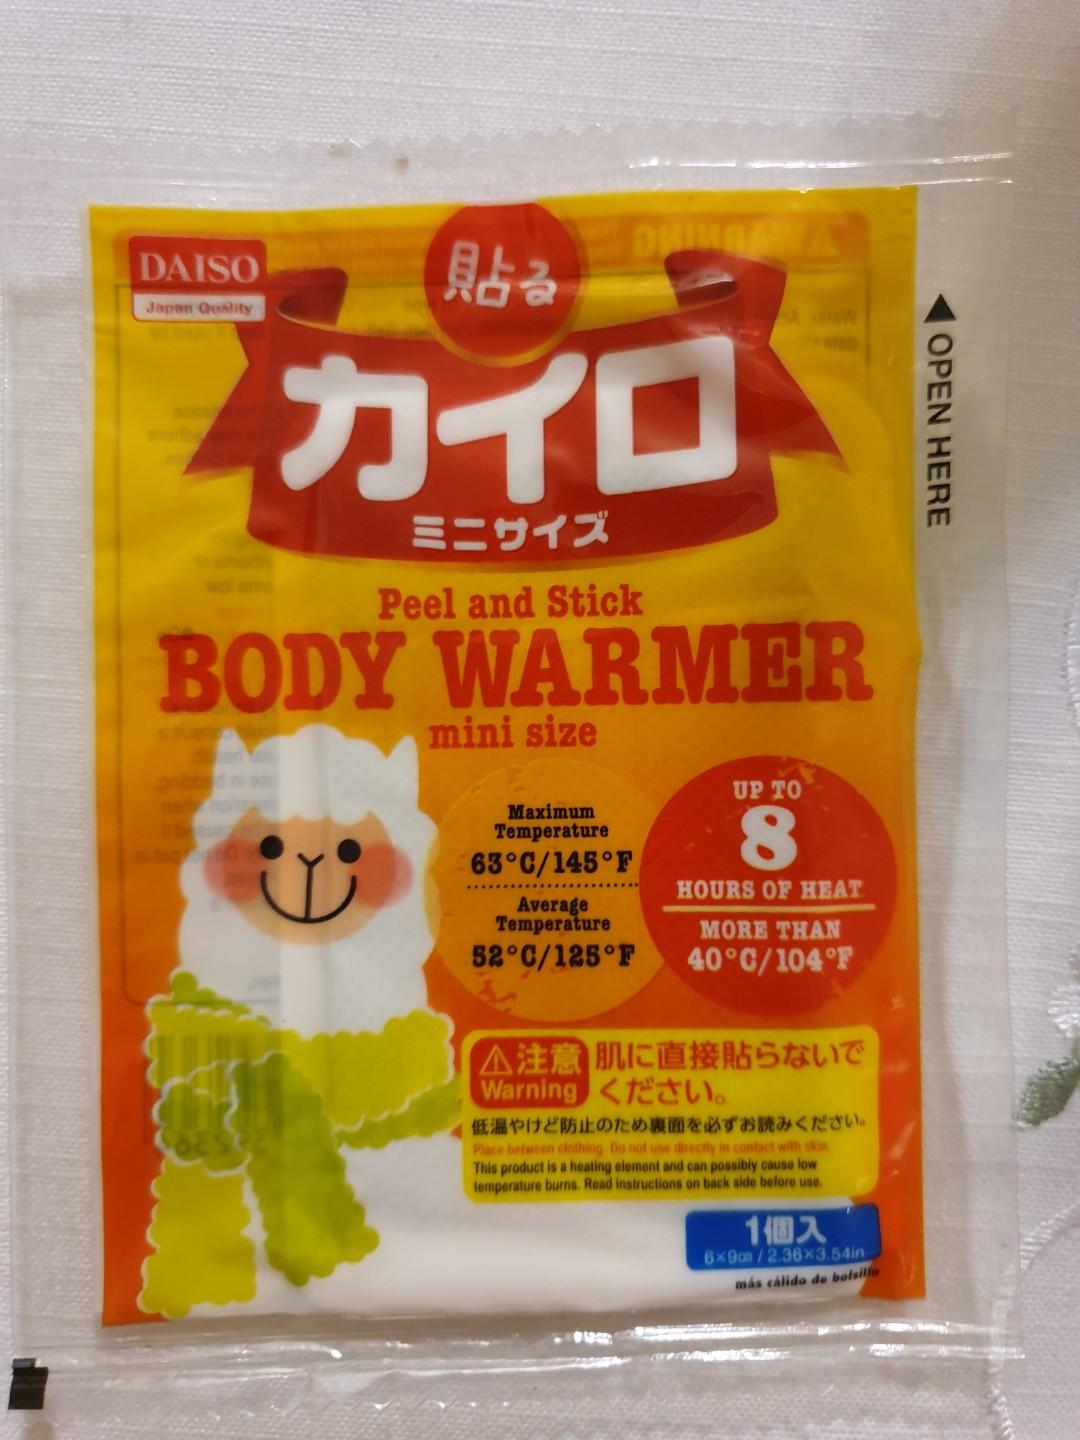 DAISO
Japan Quality
貼る
カイロ
ミニサイズ
▲ OPEN HERE
Peel and Stick
BODY WARMER
mini size
Maximum
Temperature
63°C/145°F
Average
Temperature
52°C/125°F
UP TO
8
HOURS OF HEAT
MORE THAN
40°C/104°F
⚠注意
Warning
肌に直接貼らないで
ください。
低温やけど防止のため裏面を必ずお読みください。
Place between clothing. Do not use directly in contact with skin.
This product is a heating element and can possibly cause low
temperature burns. Read instructions on back side before use.
1個入
6×9㎝ / 2.36×3.54in
más cálido de bolsillo